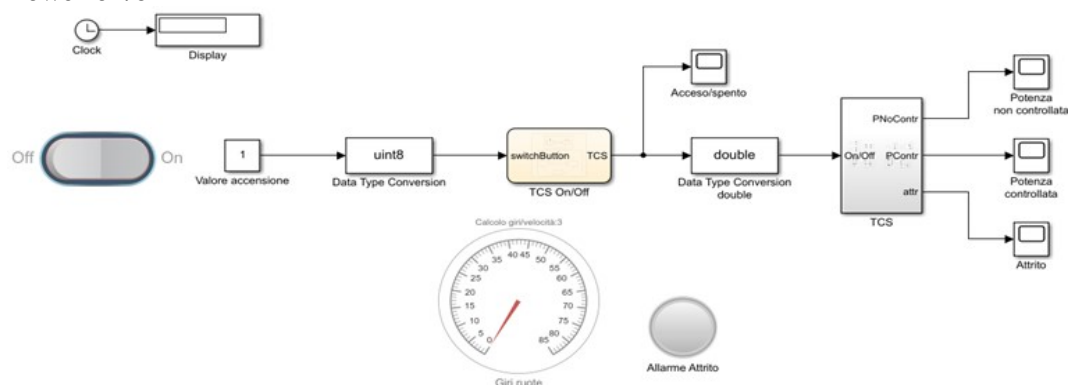 Clock
Display
Acceso/spento
Potenza
non controllata
PNoContr
Off
On
1
Valore accensione
uint8
Data Type Conversion
switchButton
TCS
TCS On/Off
double
Data Type Conversion
double
On/Off
PContr
attr
TCS
Potenza
controllata
Attrito
Calcolo giri/velocità:3
0
5
10
15
20
25
30
35
40
45
50
55
60
65
70
75
80
85
Giri ruote
Allarme Attrito